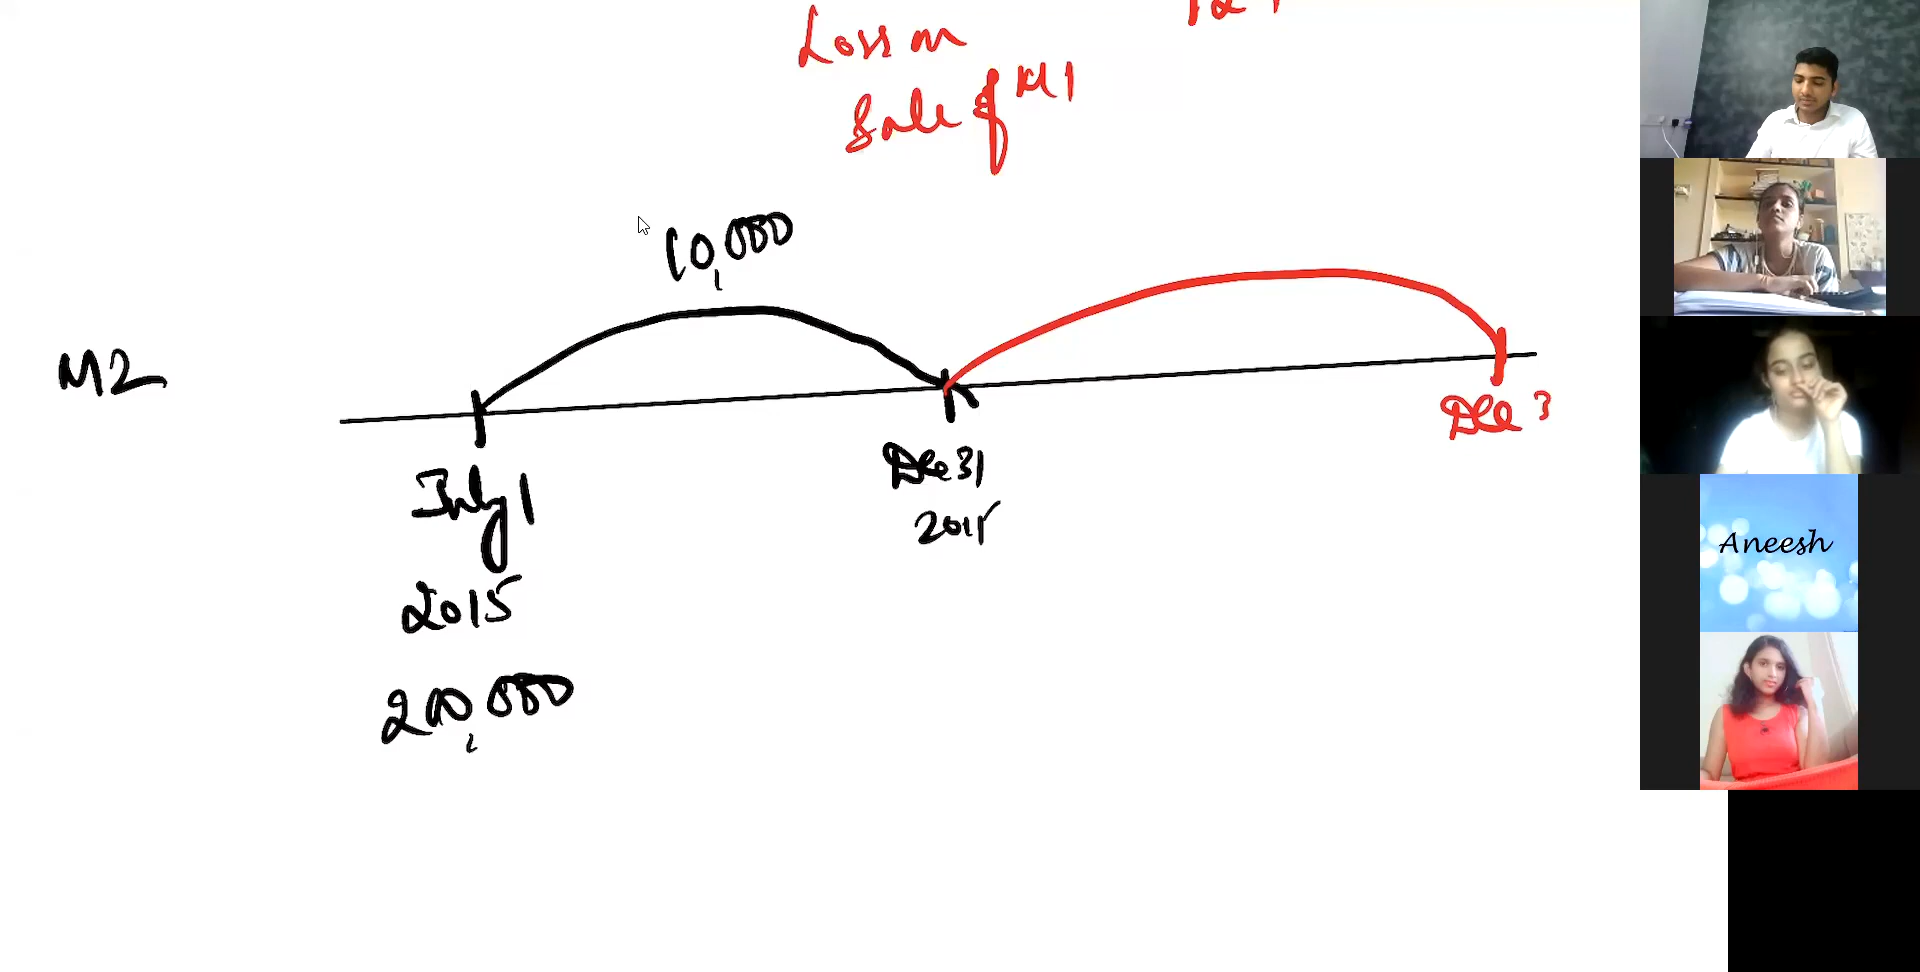 Loss on
Sale of M1
10,000
M2
Dec 3
Dec 31
2015
July 1
2015
200,000
Aneesh